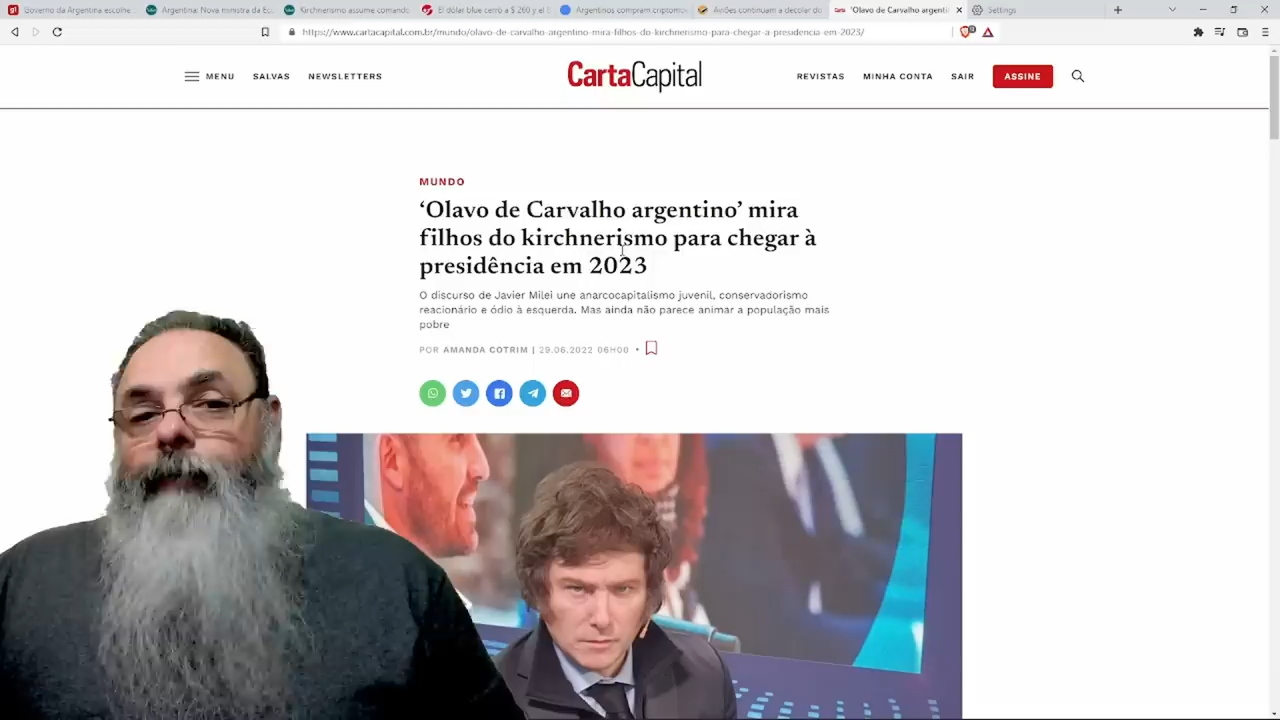 Governo da Argentina escolhe
Argentina: Nova ministra da Ec
Kirchnerismo assume comando
El dólar blue cerró a $ 260 y el
Argentinos compram criptomo
Aviões continuam a decolar do
'Olavo de Carvalho argenti
Settings
https://www.cartacapital.com.br/mundo/olavo-de-carvalho-argentino-mira-filhos-do-kirchnerismo-para-chegar-a-presidencia-em-2023/
MENU SALVAS NEWSLETTERS CartaCapital REVISTAS MINHA CONTA SAIR ASSINE
MUNDO
‘Olavo de Carvalho argentino’ mira
filhos do kirchnerismo para chegar à
presidência em 2023
O discurso de Javier Milei une anarcocapitalismo juvenil, conservadorismo
reacionário e ódio à esquerda. Mas ainda não parece animar a população mais
pobre
POR AMANDA COTRIM | 29.06.2022 06H00 •